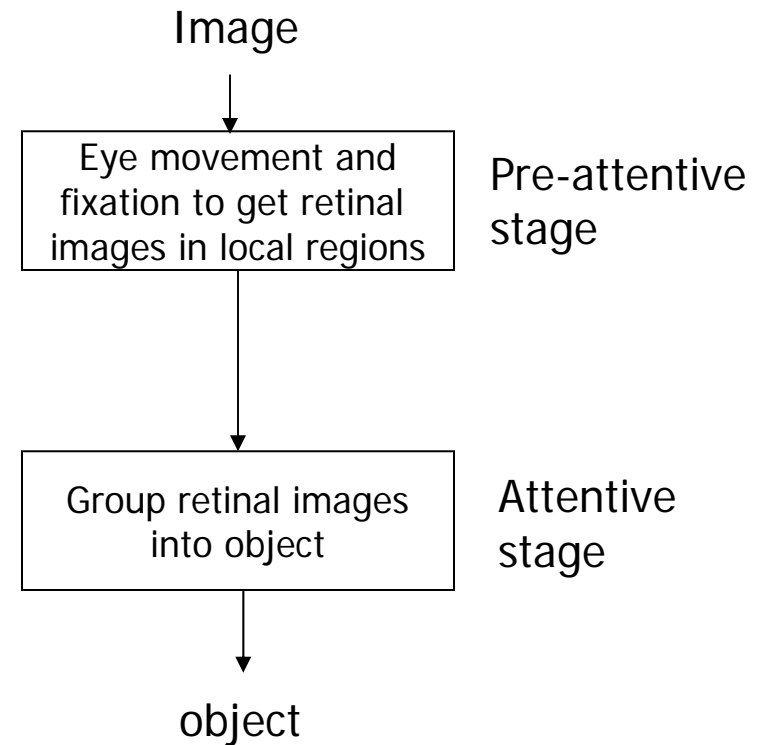 Image
Eye movement and
fixation to get retinal
images in local regions
Pre-attentive
stage
Group retinal images
into object
Attentive
stage
object